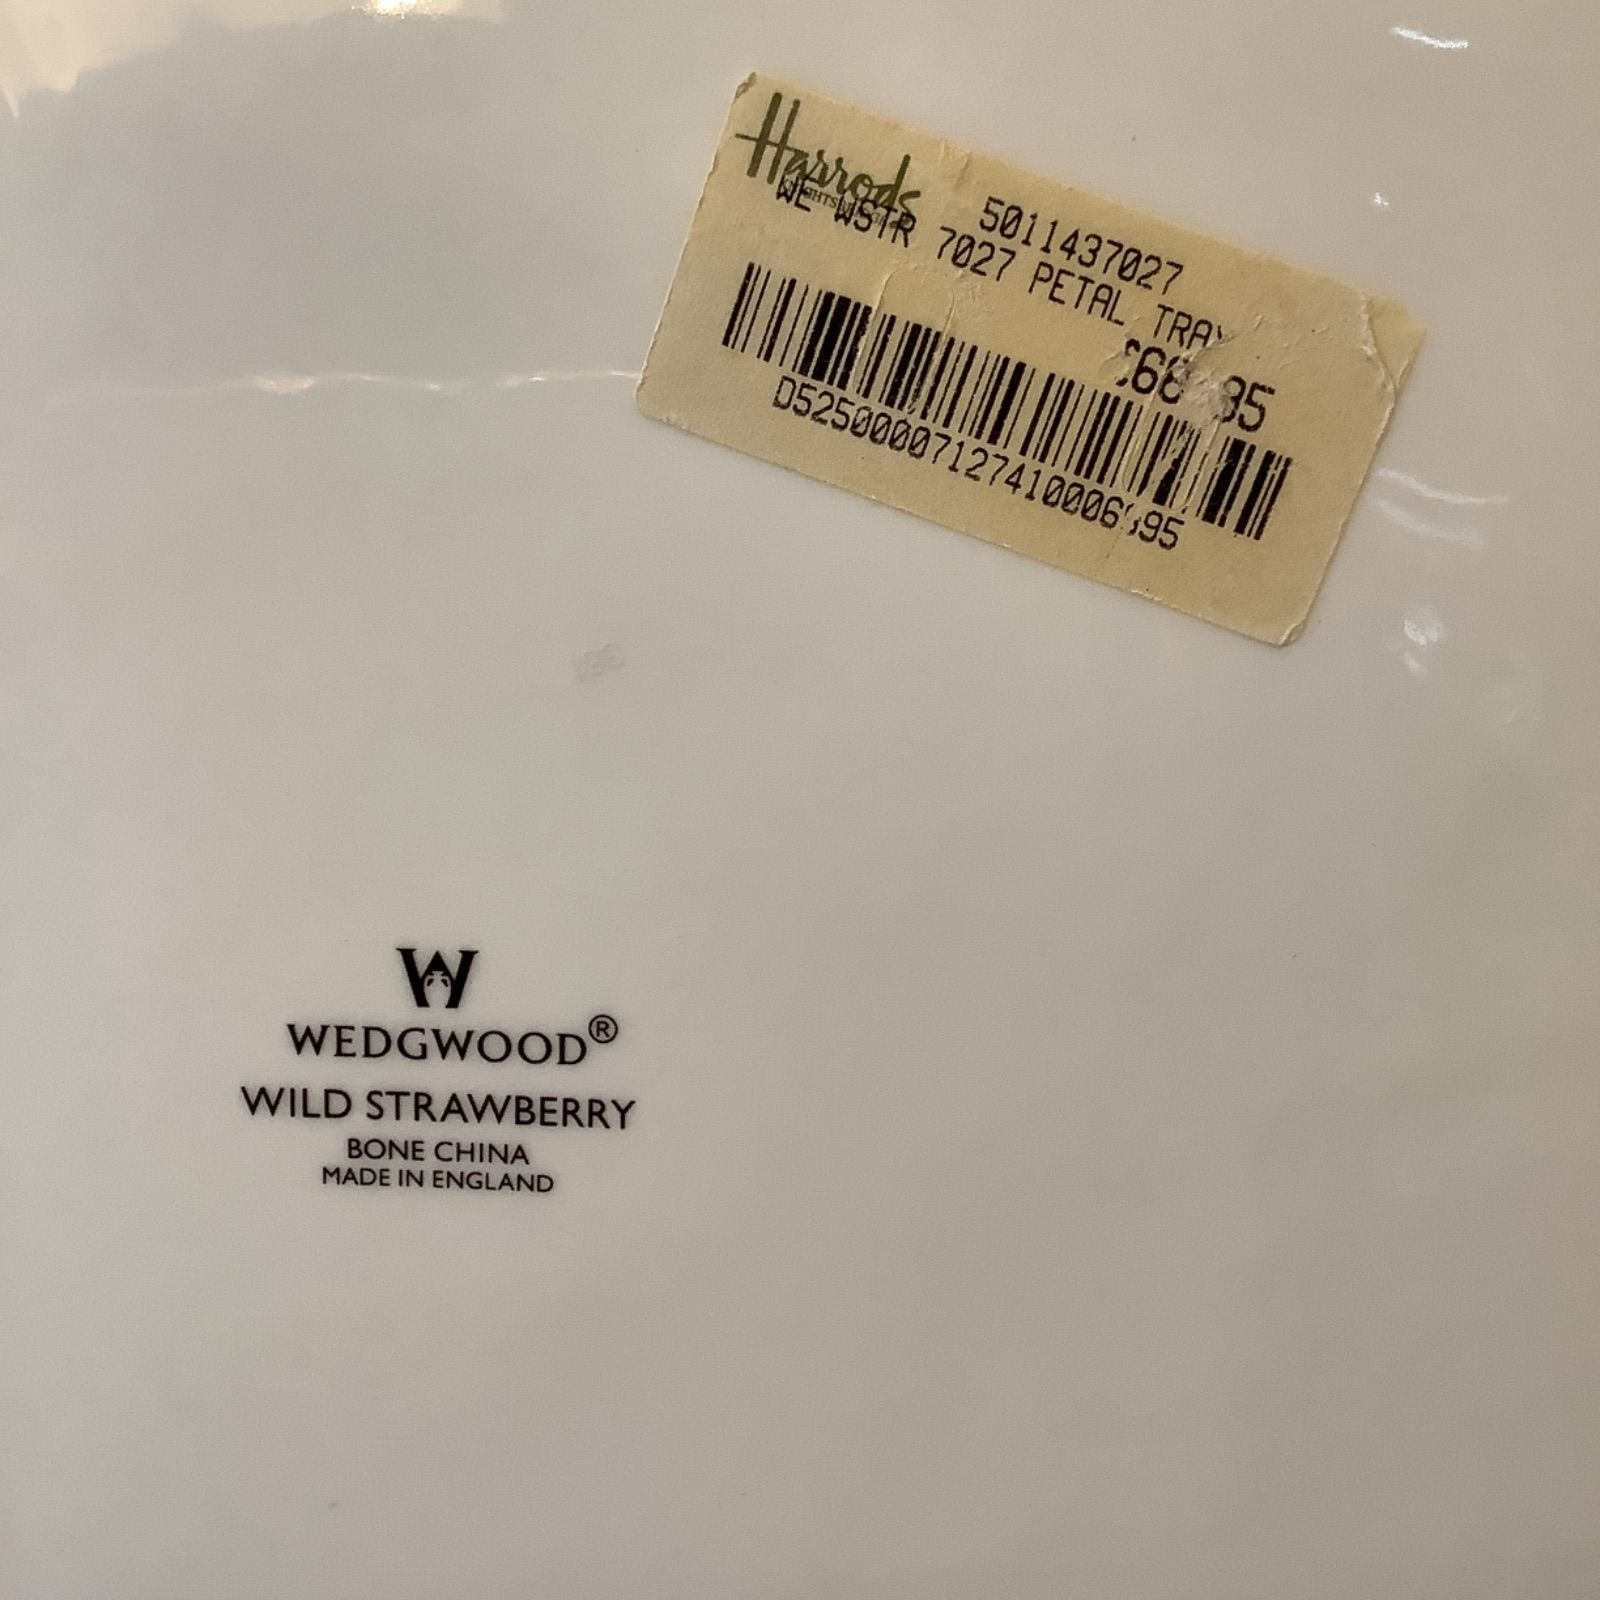 Harrods
5011437027
WE WSTR 7027 PETAL TRAY
WEDGWOOD®
WILD STRAWBERRY
BONE CHINA
MADE IN ENGLAND